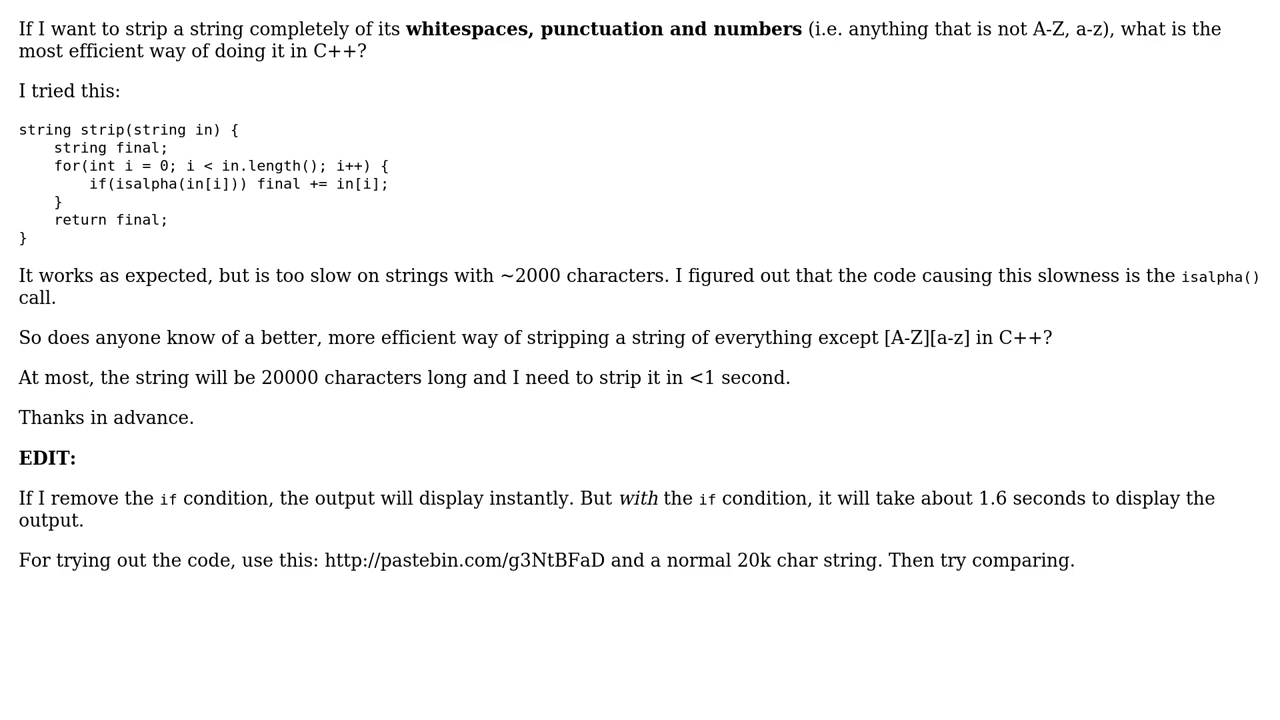 If I want to strip a string completely of its whitespaces, punctuation and numbers (i.e. anything that is not A-Z, a-z), what is the
most efficient way of doing it in C++?
I tried this:
string strip(string in) {
    string final;
    for(int i = 0; i < in.length(); i++) {
        if(isalpha(in[i])) final += in[i];
    }
    return final;
}
It works as expected, but is too slow on strings with ~2000 characters. I figured out that the code causing this slowness is the isalpha()
call.
So does anyone know of a better, more efficient way of stripping a string of everything except [A-Z][a-z] in C++?
At most, the string will be 20000 characters long and I need to strip it in <1 second.
Thanks in advance.
EDIT:
If I remove the if condition, the output will display instantly. But with the if condition, it will take about 1.6 seconds to display the
output.
For trying out the code, use this: http://pastebin.com/g3NtBFaD and a normal 20k char string. Then try comparing.